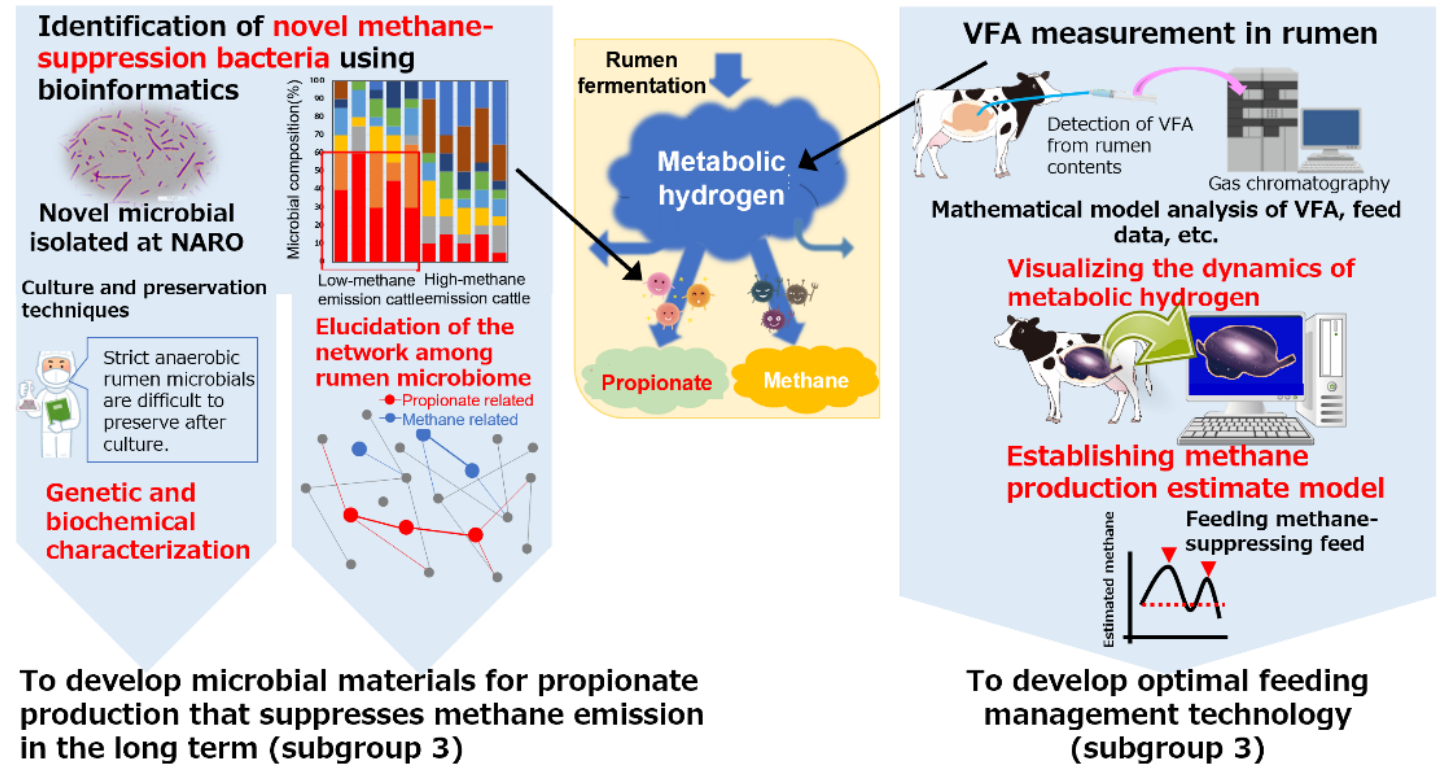 Identification of novel methane-
suppression bacteria using
bioinformatics
Novel microbial
isolated at NARO
Culture and preservation
techniques
Strict anaerobic
rumen microbials
are difficult to
preserve after
culture.
Genetic and
biochemical
characterization
Microbial composition(%)
100
90
80
70
60
50
40
30
20
10
0
Low-methane
emission cattle
High-methane
emission cattle
Elucidation of the
network among
rumen microbiome
Propionate related
Methane related
To develop microbial materials for propionate
production that suppresses methane emission
in the long term (subgroup 3)
Rumen
fermentation
Metabolic
hydrogen
Propionate
Methane
VFA measurement in rumen
Detection of VFA
from rumen
contents
Gas chromatography
Mathematical model analysis of VFA, feed
data, etc.
Visualizing the dynamics of
metabolic hydrogen
Establishing methane
production estimate model
Feeding methane-
suppressing feed
Estimated methane
To develop optimal feeding
management technology
(subgroup 3)